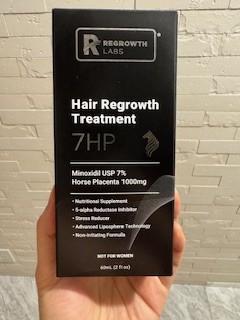 R
REGROWTH
LABS
Hair Regrowth
Treatment
7HP
Minoxidil USP 7%
Horse Placenta 1000mg
• Nutritional Supplement
• 5-alpha Reductase Inhibitor
• Stress Reducer
• Advanced Liposphere Technology
• Non-irritating Formula
NOT FOR WOMEN
60mL (2 fl oz)